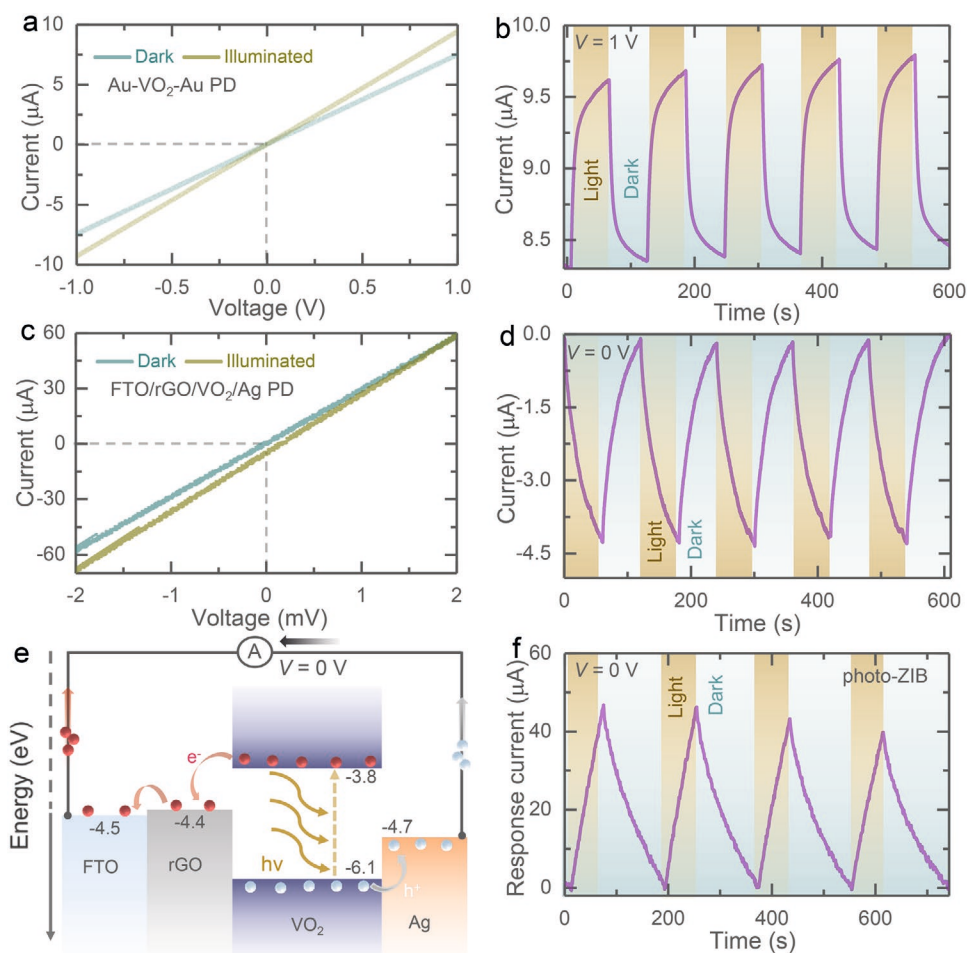 a
Dark Illuminated
Au-VO₂-Au PD
Current (µA)
10
5
0
-5
-10
-1.0 -0.5 0.0 0.5 1.0
Voltage (V)
b
V = 1 V
Current (µA)
10.0
9.5
9.0
8.5
Light
Dark
0 200 400 600
Time (s)
c
Dark Illuminated
FTO/rGO/VO₂/Ag PD
Current (µA)
60
30
0
-30
-60
-2 -1 0 1 2
Voltage (mV)
d
V = 0 V
Current (µA)
0.0
-1.5
-3.0
-4.5
Light
Dark
0 200 400 600
Time (s)
e
A
V = 0 V
Energy (eV)
e-
-3.8
-4.5
-4.4
-4.7
FTO
rGO
hν
-6.1
h+
VO₂
Ag
f
V = 0 V
photo-ZIB
Response current (µA)
60
40
20
0
Light
Dark
0 200 400 600
Time (s)